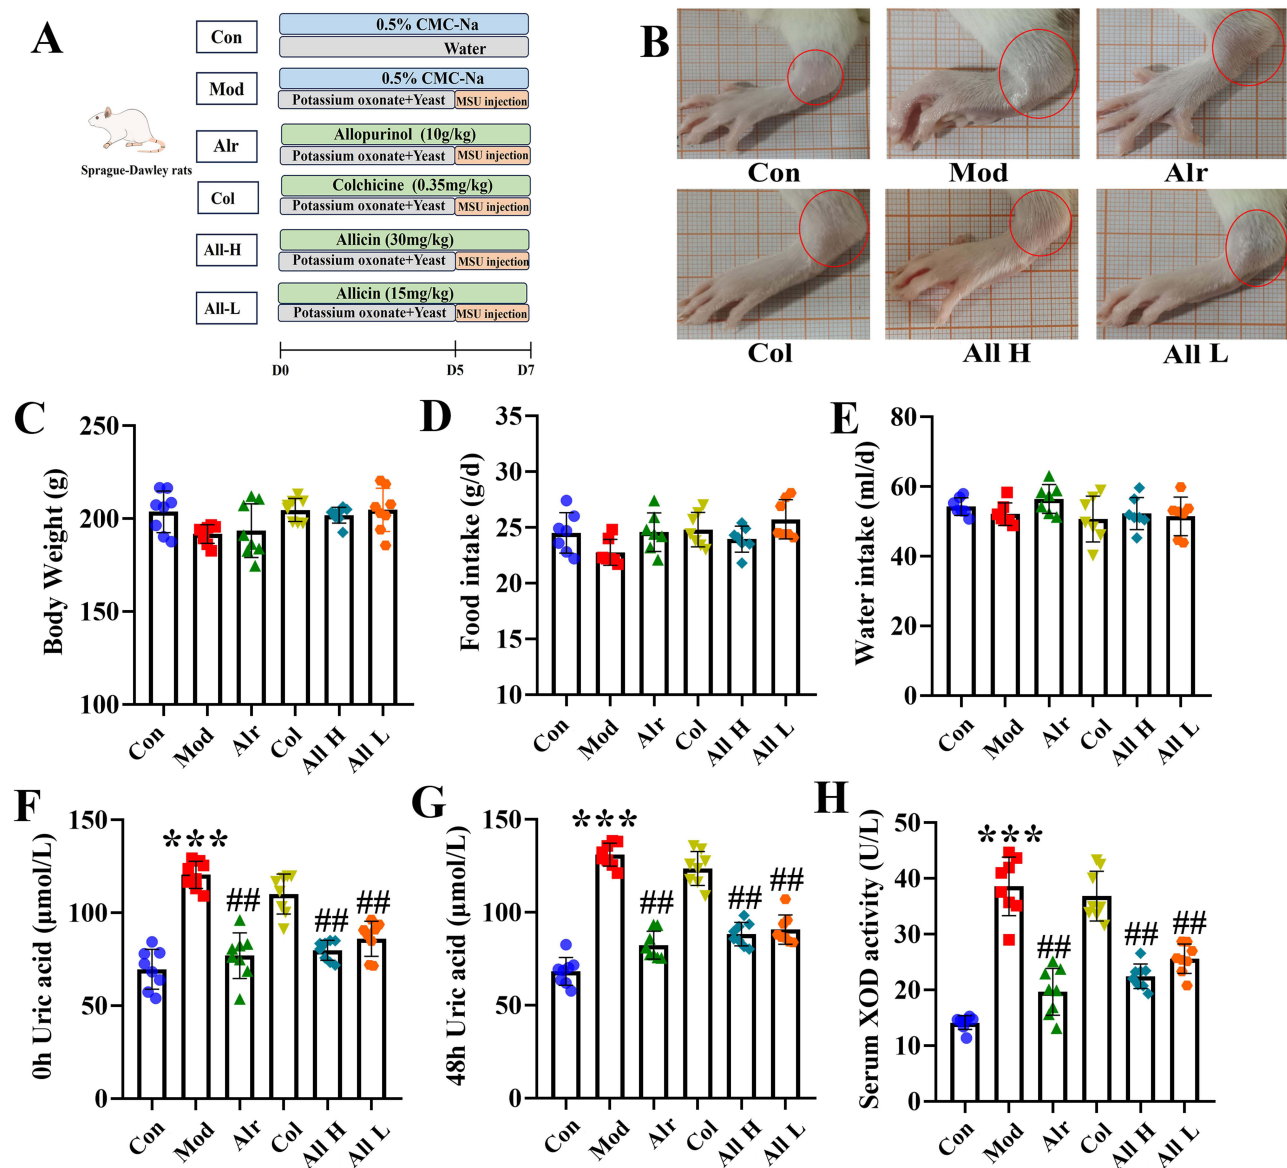 A
Con
0.5% CMC-Na
Water
Mod
0.5% CMC-Na
Potassium oxonate+Yeast
MSU injection
Sprague-Dawley rats
Alr
Allopurinol (10g/kg)
Potassium oxonate+Yeast
MSU injection
Col
Colchicine (0.35mg/kg)
Potassium oxonate+Yeast
MSU injection
All-H
Allicin (30mg/kg)
Potassium oxonate+Yeast
MSU injection
All-L
Allicin (15mg/kg)
Potassium oxonate+Yeast
MSU injection
D0
D5
D7
B
Con
Mod
Alr
Col
All H
All L
C
Body Weight (g)
250
200
150
100
Con
Mod
Alr
Col
All H
All L
D
Food intake (g/d)
35
30
25
20
15
10
Con
Mod
Alr
Col
All H
All L
E
Water intake (ml/d)
80
60
40
20
0
Con
Mod
Alr
Col
All H
All L
F
0h Uric acid (μmol/L)
150
100
50
0
***
##
##
##
Con
Mod
Alr
Col
All H
All L
G
48h Uric acid (μmol/L)
150
100
50
0
***
##
##
##
Con
Mod
Alr
Col
All H
All L
H
Serum XOD activity (U/L)
50
40
30
20
10
0
***
##
##
##
Con
Mod
Alr
Col
All H
All L